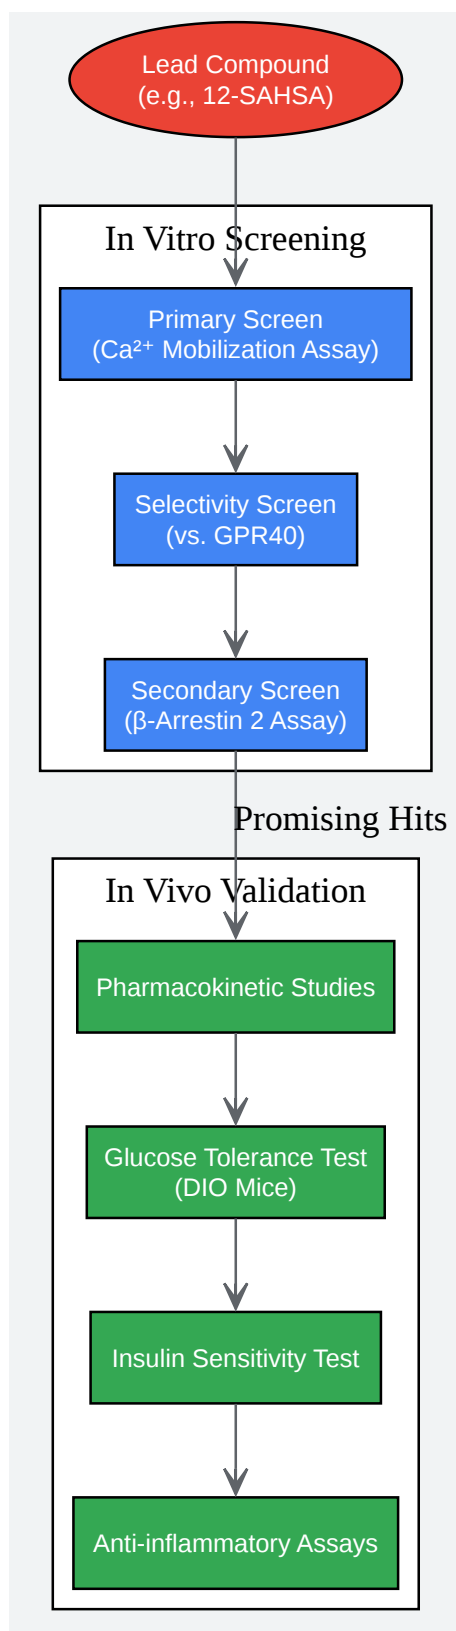 Lead Compound
(e.g., 12-SAHSA)
In Vitro Screening
Primary Screen
(Ca²⁺ Mobilization Assay)
Selectivity Screen
(vs. GPR40)
Secondary Screen
(β-Arrestin 2 Assay)
Promising Hits
In Vivo Validation
Pharmacokinetic Studies
Glucose Tolerance Test
(DIO Mice)
Insulin Sensitivity Test
Anti-inflammatory Assays